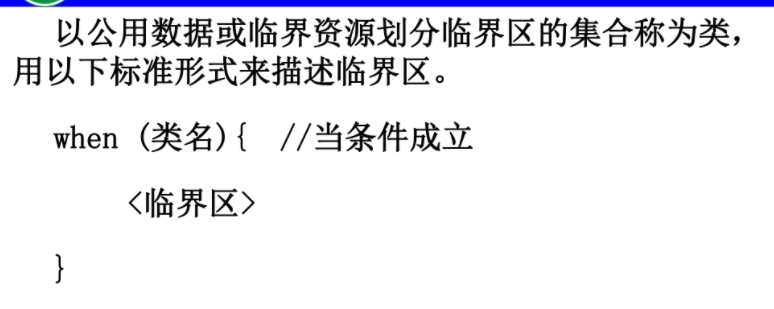 以公用数据或临界资源划分临界区的集合称为类，
用以下标准形式来描述临界区。
when (类名){ //当条件成立
<临界区>
}